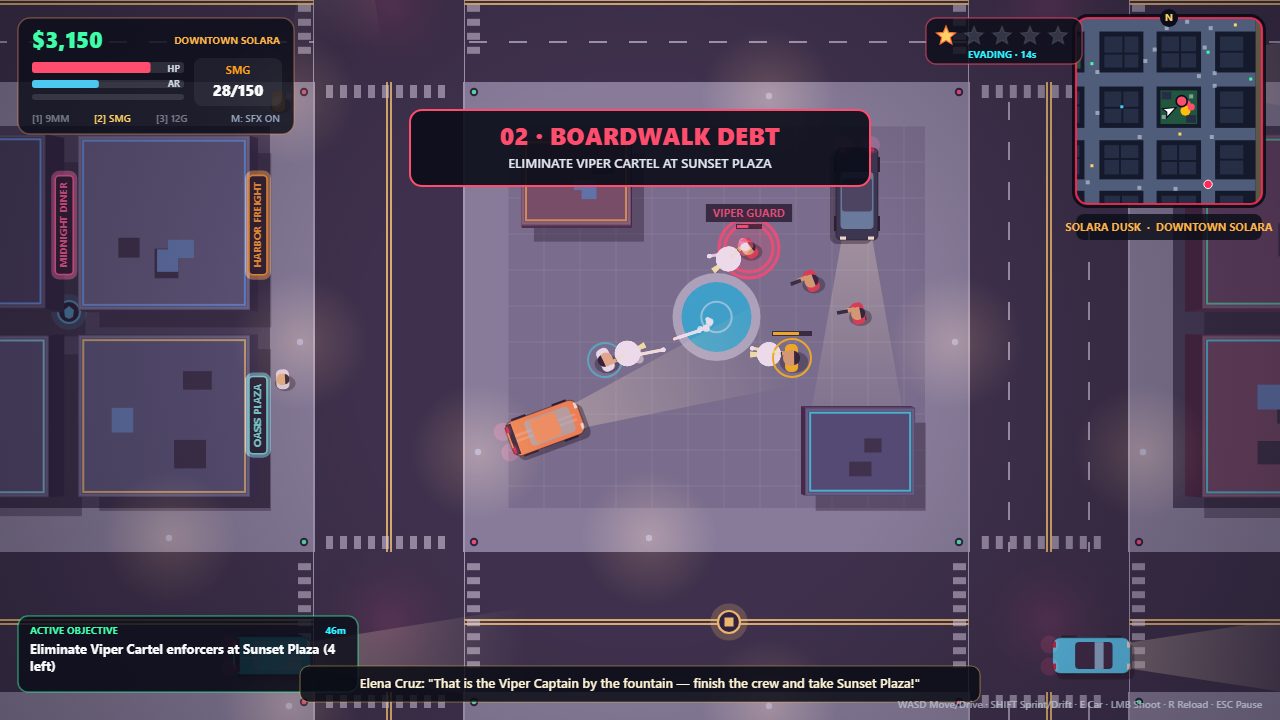 $3,150
DOWNTOWN SOLARA
HP
AR
SMG
28/150
[1] 9MM
[2] SMG
[3] 12G
M: SFX ON
EVADING · 14s
N
SOLARA DUSK · DOWNTOWN SOLARA
02 · BOARDWALK DEBT
ELIMINATE VIPER CARTEL AT SUNSET PLAZA
MIDNIGHT DINER
HARBOR FREIGHT
VIPER GUARD
OASIS PLAZA
ACTIVE OBJECTIVE
46m
Eliminate Viper Cartel enforcers at Sunset Plaza (4
left)
Elena Cruz: "That is the Viper Captain by the fountain — finish the crew and take Sunset Plaza!"
WASD Move/Drive · SHIFT Sprint/Drift · E Car · LMB Shoot · R Reload · ESC Pause